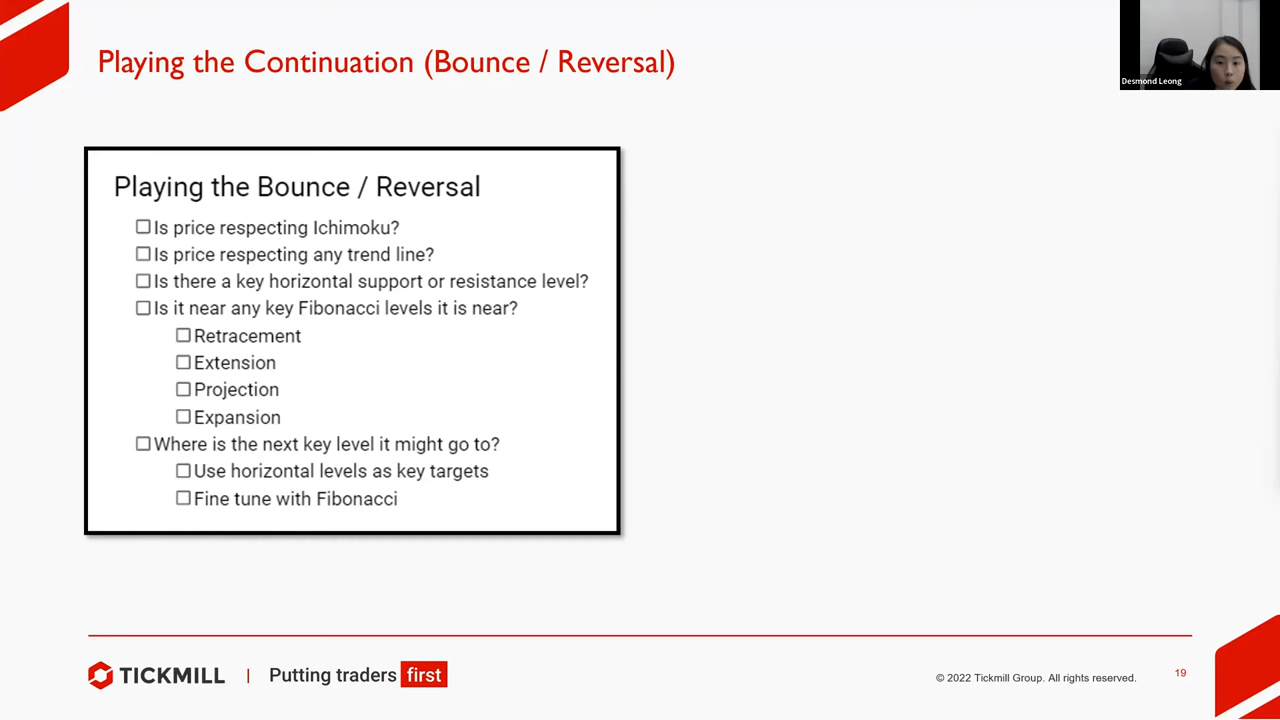 Playing the Continuation (Bounce / Reversal)
Desmond Leong
Playing the Bounce / Reversal
Is price respecting Ichimoku?
Is price respecting any trend line?
Is there a key horizontal support or resistance level?
Is it near any key Fibonacci levels it is near?
Retracement
Extension
Projection
Expansion
Where is the next key level it might go to?
Use horizontal levels as key targets
Fine tune with Fibonacci
TICKMILL | Putting traders first
© 2022 Tickmill Group. All rights reserved.
19